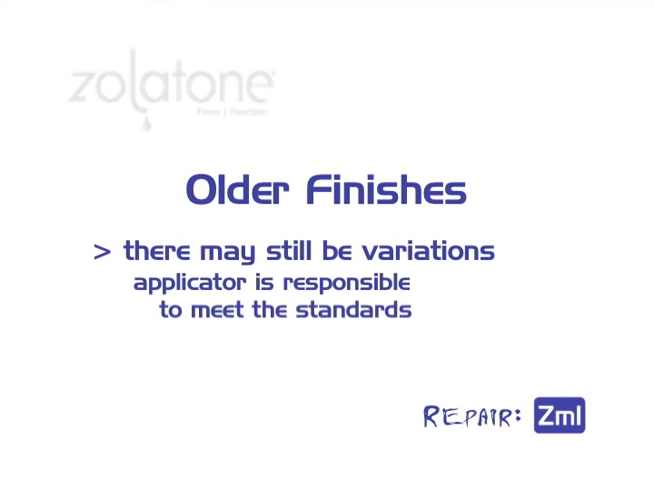 zolatone®
Form / Function
Older Finishes
> there may still be variations
applicator is responsible
to meet the standards
REPAIR: Zml